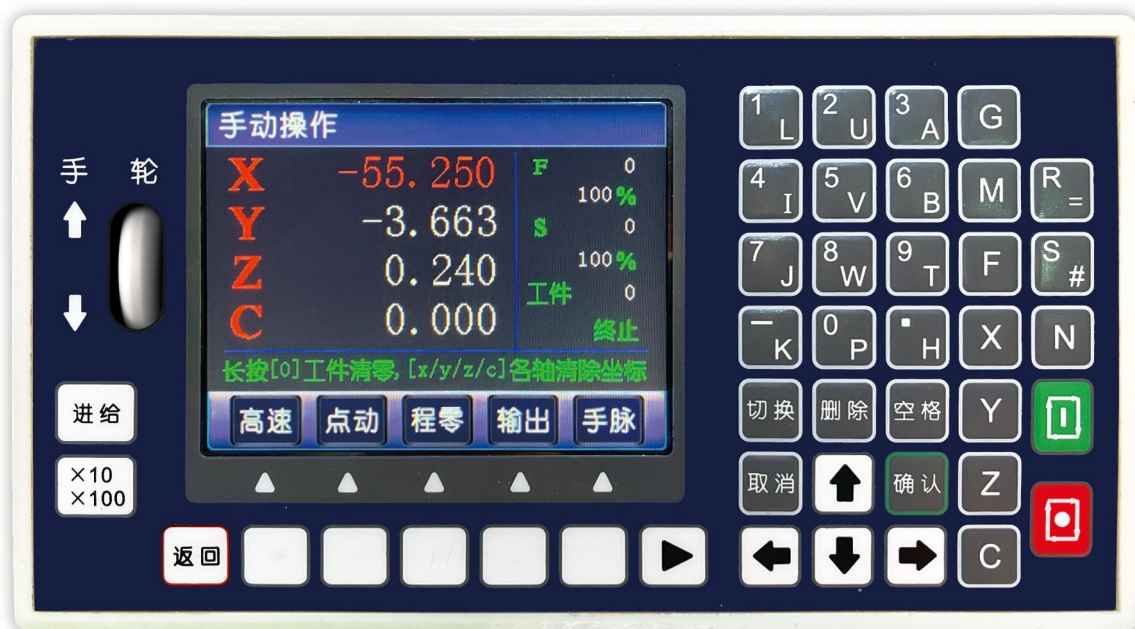 手动操作
X -55.250
Y -3.663
Z 0.240
C 0.000
F 0
100%
S 0
100%
工件 0
终止
长按[0]工件清零,[x/y/z/c]各轴清除坐标
高速 点动 程零 输出 手脉
手 轮
进给
×10
×100
返回
1 L 2 U 3 A G
4 I 5 V 6 B M R =
7 J 8 W 9 T F S #
— K 0 P . H X N
切换 删除 空格 Y
取消 确认 Z
C